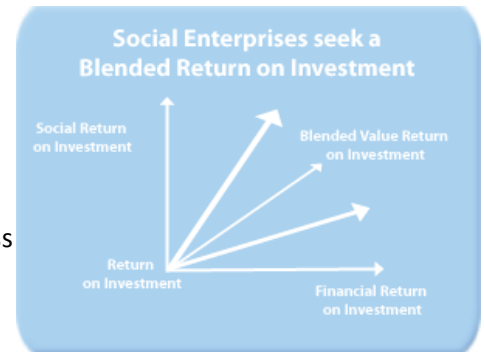 Social Enterprises seek a
Blended Return on Investment
Social Return
on Investment
Blended Value Return
on Investment
s
Return
on Investment
Financial Return
on Investment